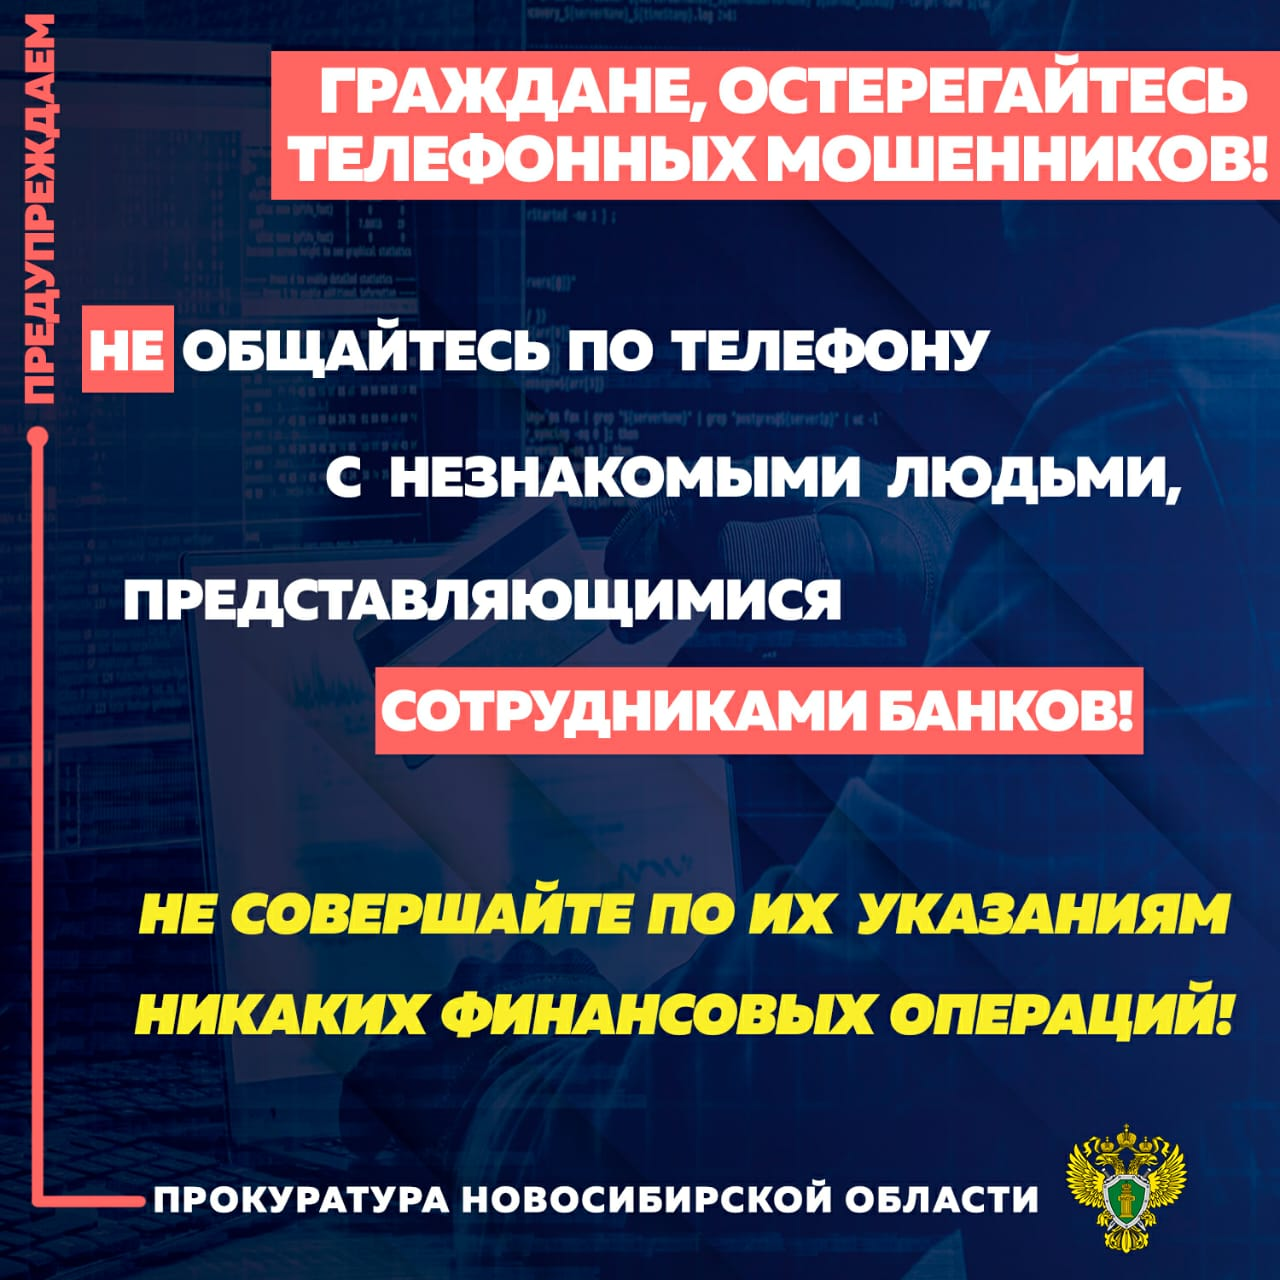 ПРЕДУПРЕЖДАЕМ
ГРАЖДАНЕ, ОСТЕРЕГАЙТЕСЬ
ТЕЛЕФОННЫХ МОШЕННИКОВ!
НЕ ОБЩАЙТЕСЬ ПО ТЕЛЕФОНУ
С НЕЗНАКОМЫМИ ЛЮДЬМИ,
ПРЕДСТАВЛЯЮЩИМИСЯ
СОТРУДНИКАМИ БАНКОВ!
НЕ СОВЕРШАЙТЕ ПО ИХ УКАЗАНИЯМ
НИКАКИХ ФИНАНСОВЫХ ОПЕРАЦИЙ!
ПРОКУРАТУРА НОВОСИБИРСКОЙ ОБЛАСТИ